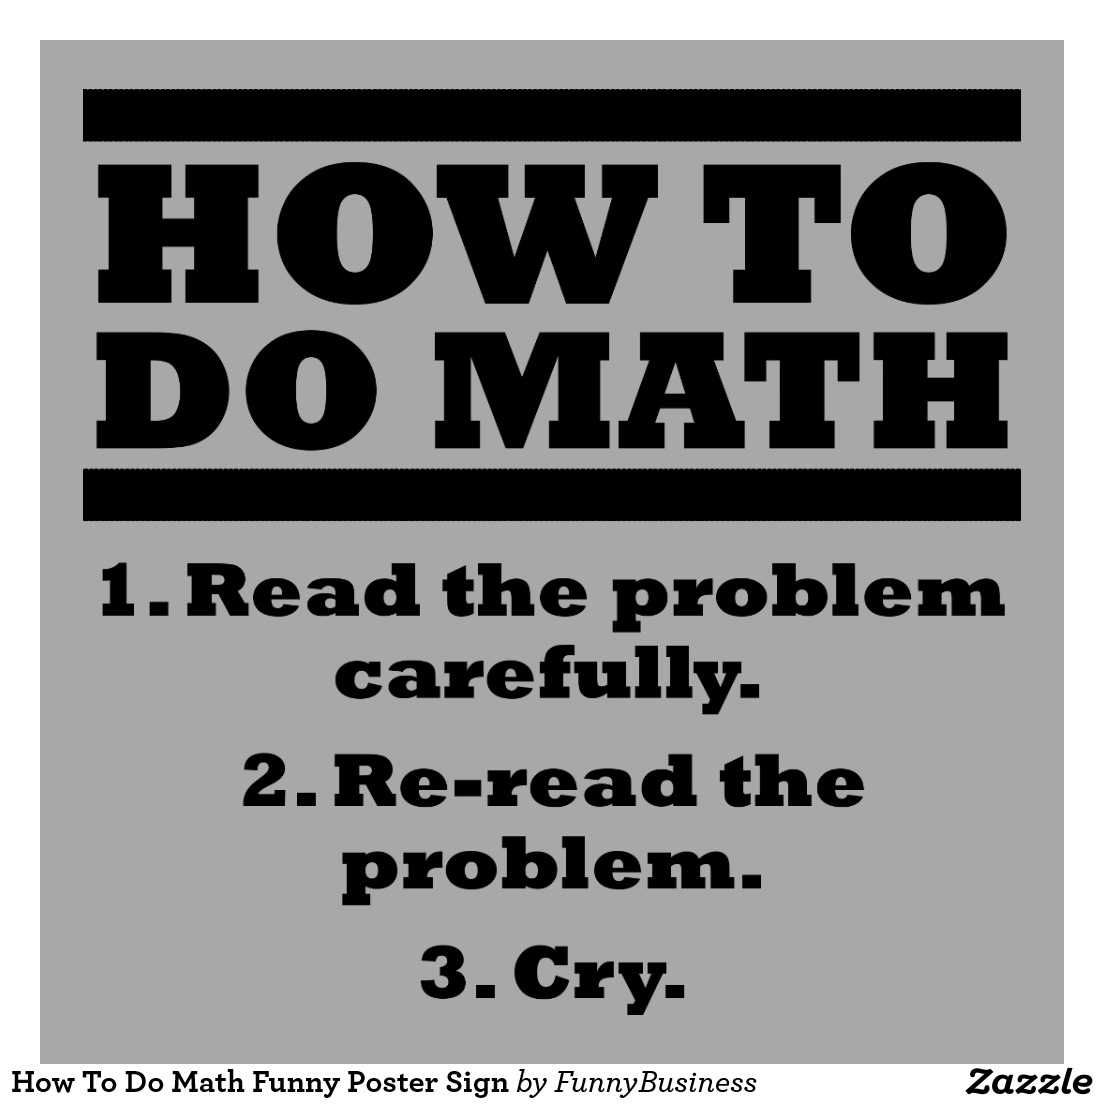 HOW TO
DO MATH
1. Read the problem
carefully.
2. Re-read the
problem.
3. Cry.
How To Do Math Funny Poster Sign by FunnyBusiness
Zazzle